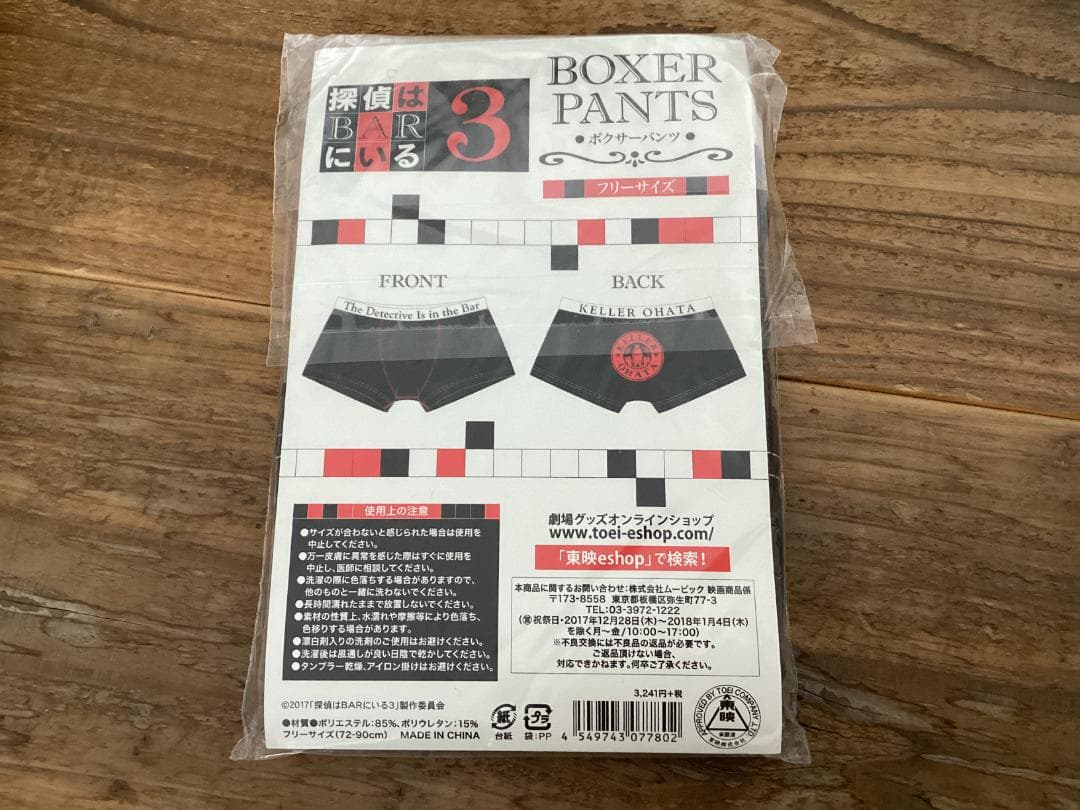 探偵は
BAR
にいる
3
BOXER
PANTS
●ボクサーパンツ●
フリーサイズ
FRONT
BACK
The Detective Is in the Bar
KELLER OHATA
KELLER
OHATA
使用上の注意
●サイズが合わないと感じられた場合は使用を
中止してください。
●万一皮膚に異常を感じた際はすぐに使用を
中止し、医師に相談してください。
●洗濯の際に色落ちする場合がありますので、
他のものと一緒に洗わないでください。
●長時間濡れたままで放置しないでください。
●素材の性質上、水濡れや摩擦等により色落ち、
色移りする場合があります。
●漂白剤入りの洗剤のご使用はお避けください。
●洗濯後は風通しが良い日陰で乾かしてください。
●タンブラー乾燥、アイロン掛けはお避けください。
劇場グッズオンラインショップ
www.toei-eshop.com/
「東映eshop」で検索!
本商品に関するお問い合わせ:株式会社ムービック 映画商品係
〒173-8558 東京都板橋区弥生町77-3
TEL:03-3972-1222
(㊡祝祭日・2017年12月28日(木)~2018年1月4日(木)
を除く月~金/10:00~17:00)
※不良交換には不良品の返品が必要です。
ご返品頂けない場合、
対応できかねます。何卒ご了承ください。
3,241円+税
©2017「探偵はBARにいる3」製作委員会
●材質●ポリエステル:85%、ポリウレタン:15%
フリーサイズ(72-90cm) MADE IN CHINA
紙
台紙
プラ
袋:PP
4 549743 077802
APPROVED BY TOEI COMPANY, LTD
東映
承認済
東映株式会社